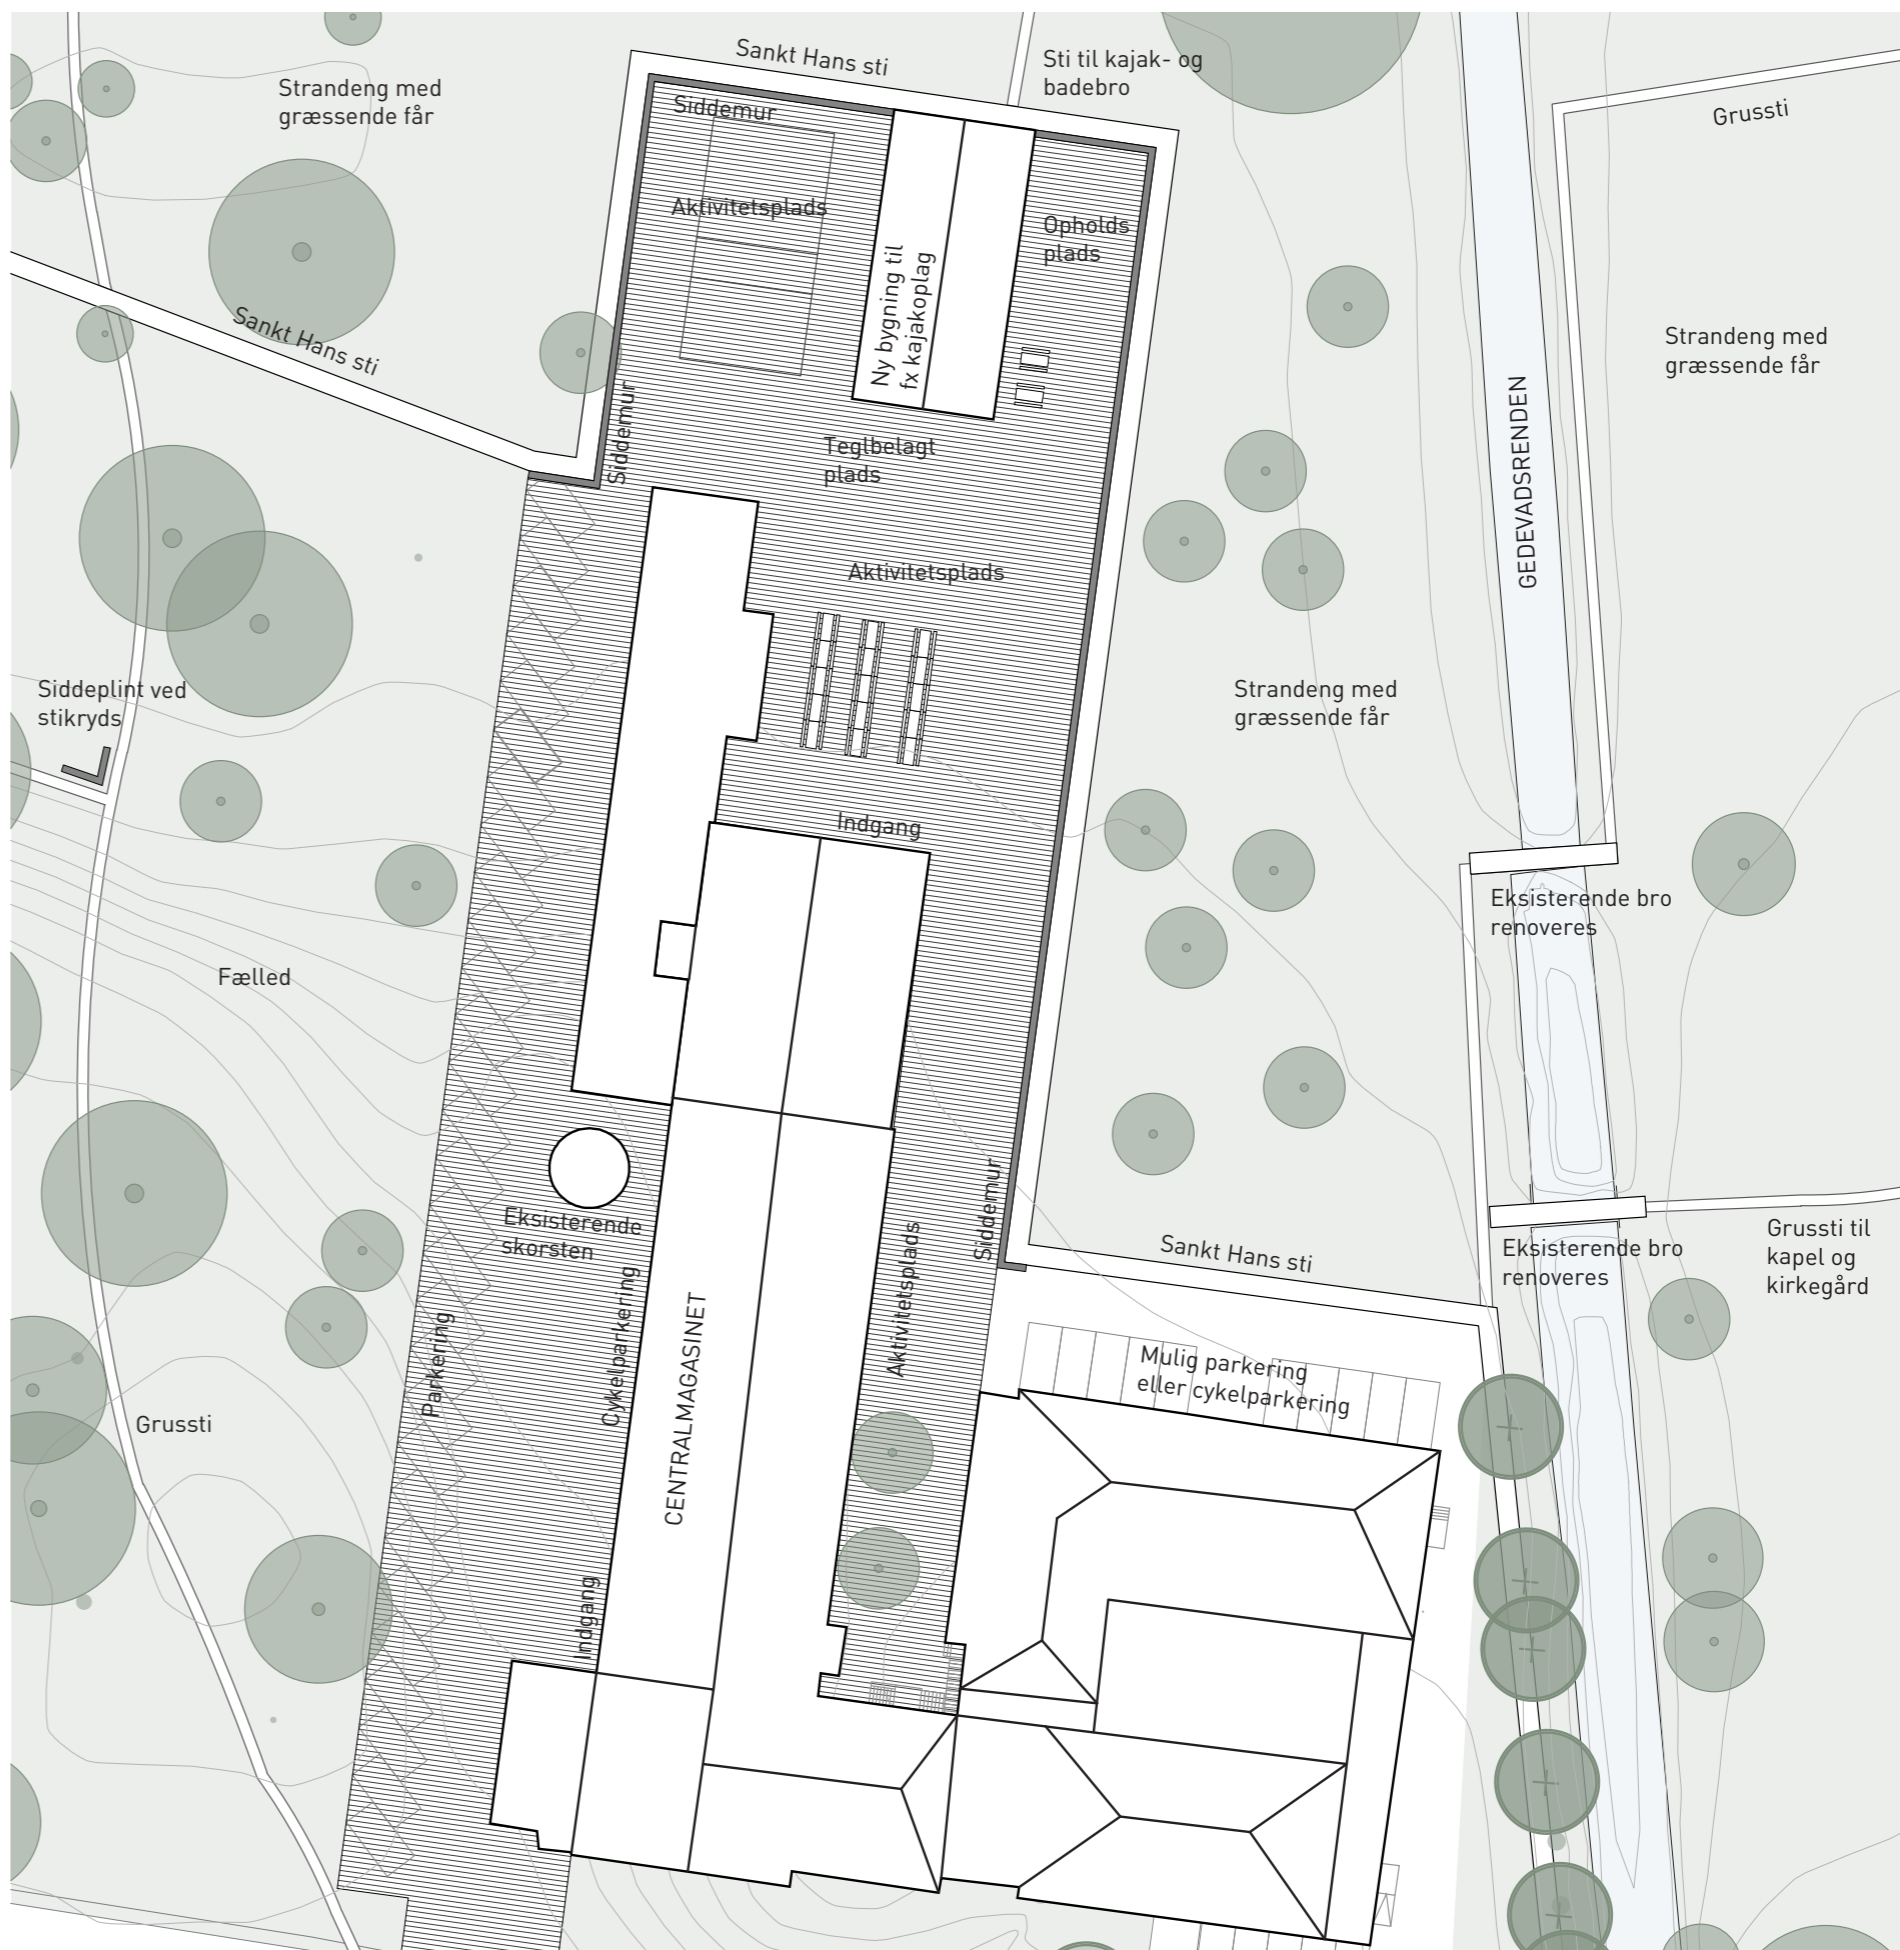 Sankt Hans sti
Sti til kajak- og
badebro
Strandeng med
græssende får
Siddemur
Grussti
Aktivitetsplads
Opholds
plads
Ny bygning til
fx kajakoplag
Sankt Hans sti
Strandeng med
græssende får
GEDEVADSRENDEN
Siddemur
Teglbelagt
plads
Aktivitetsplads
Siddeplint ved
stikryds
Strandeng med
græssende får
Indgang
Eksisterende bro
renoveres
Fælled
Eksisterende
skorsten
Siddemur
Aktivitetsplads
Sankt Hans sti
Eksisterende bro
renoveres
Grussti til
kapel og
kirkegård
Parkering
Cykelparkering
CENTRALMAGASINET
Mulig parkering
eller cykelparkering
Grussti
Indgang